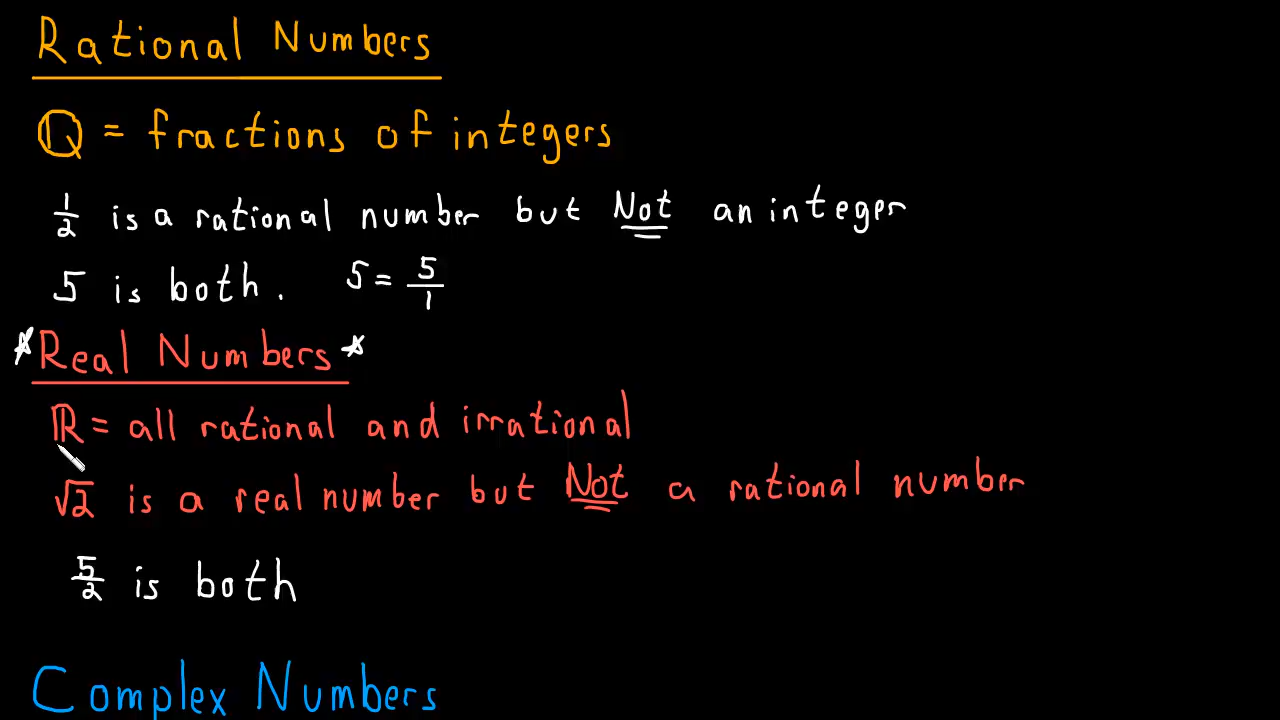 Rational Numbers
ℚ = fractions of integers
1/2 is a rational number but Not an integer
5 is both. 5 = 5/1
*Real Numbers*
ℝ = all rational and irrational
√2 is a real number but Not a rational number
5/2 is both
Complex Numbers